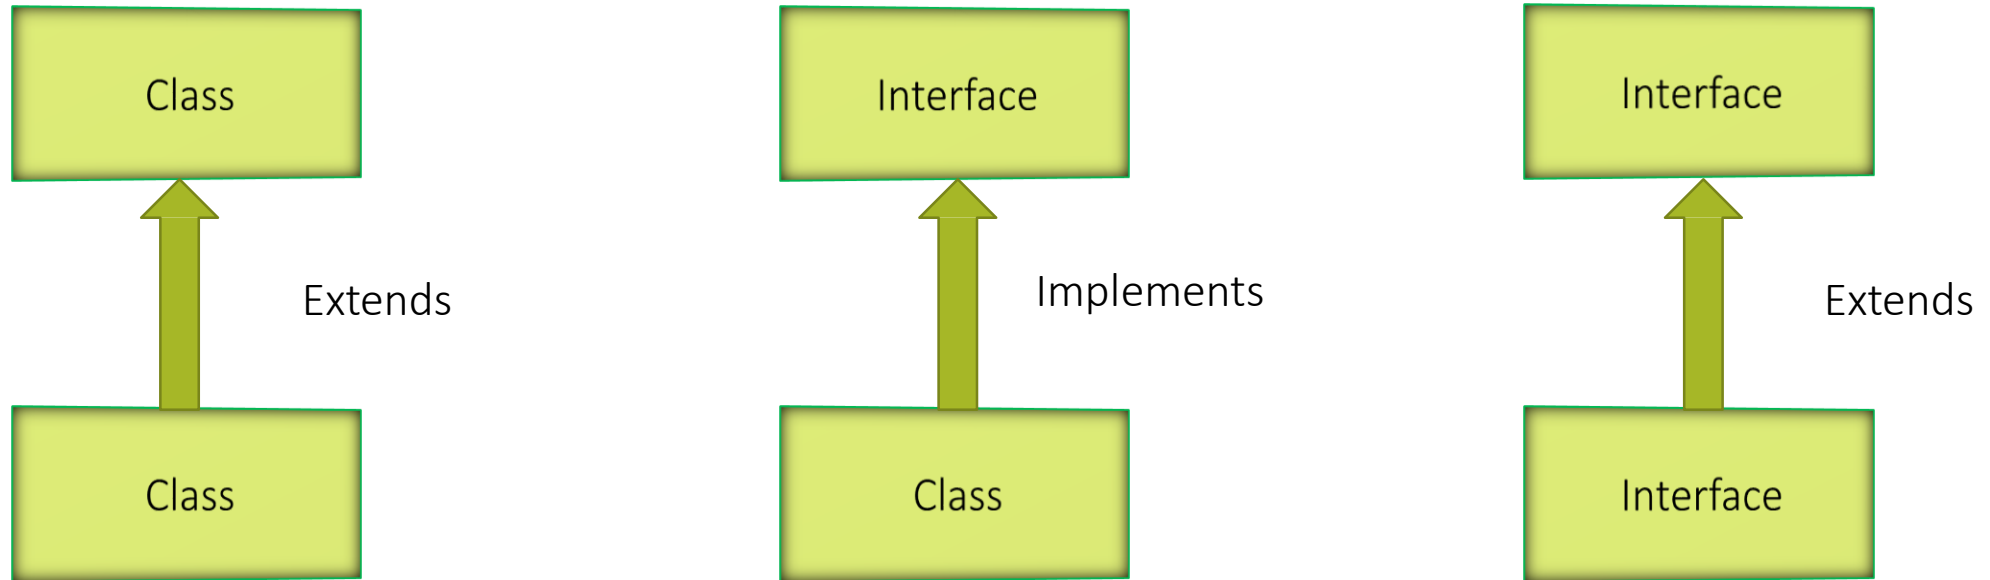 Class
Interface
Interface
Extends
Implements
Extends
Class
Class
Interface